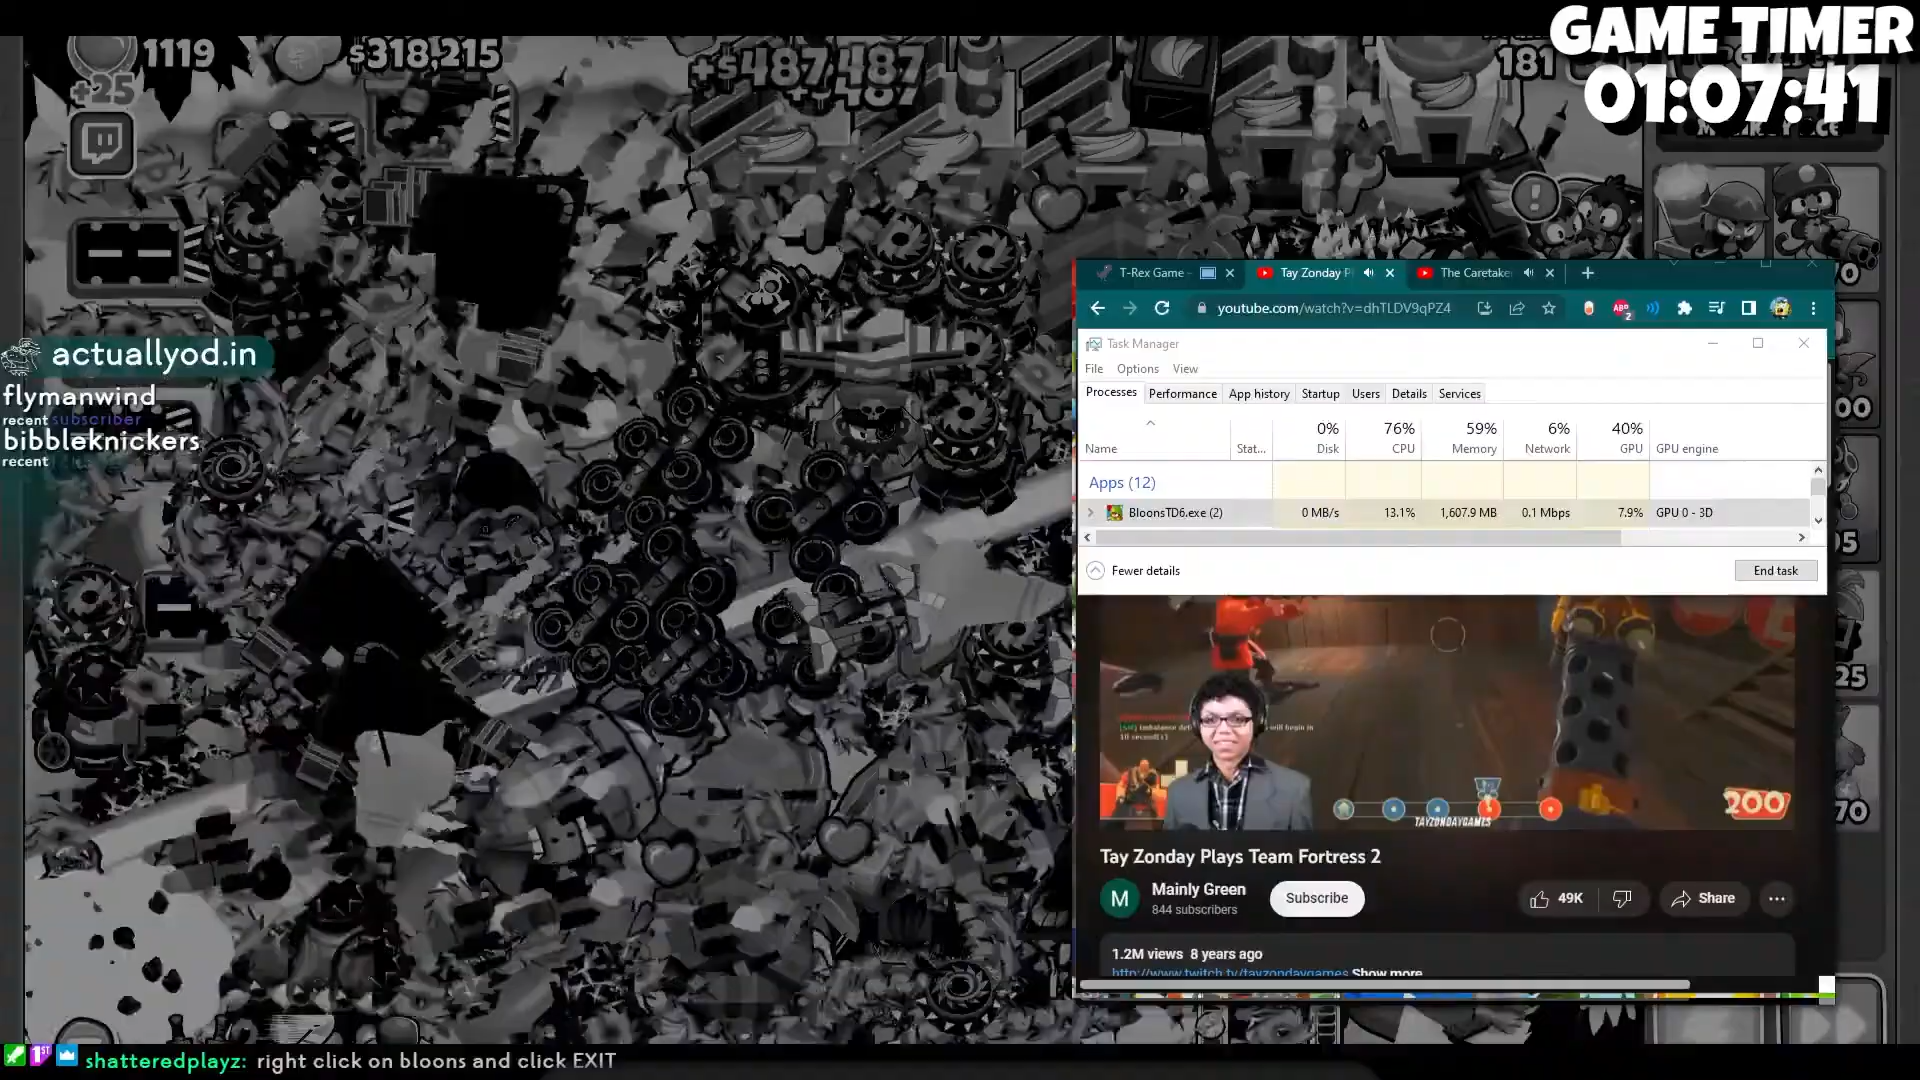 GAME TIMER
01:07:41
1119
$318,215
+$487,487
181
+25
actuallyod.in
flymanwind
recent subscriber
bibbleknickers
recent
T-Rex Game -
Tay Zonday P
The Caretake
youtube.com/watch?v=dhTLDV9qPZ4
ABP
2
Task Manager
File Options View
Processes Performance App history Startup Users Details Services
0% 76% 59% 6% 40%
Name Stat... Disk CPU Memory Network GPU GPU engine
Apps (12)
BloonsTD6.exe (2) 0 MB/s 13.1% 1,607.9 MB 0.1 Mbps 7.9% GPU 0 - 3D
Fewer details End task
200
TAYZONDAYGAMES
Tay Zonday Plays Team Fortress 2
M
Mainly Green
844 subscribers
Subscribe
49K Share
1.2M views 8 years ago
http://www.twitch.tv/tayzondaygames Show more
1ST
shatteredplayz: right click on bloons and click EXIT